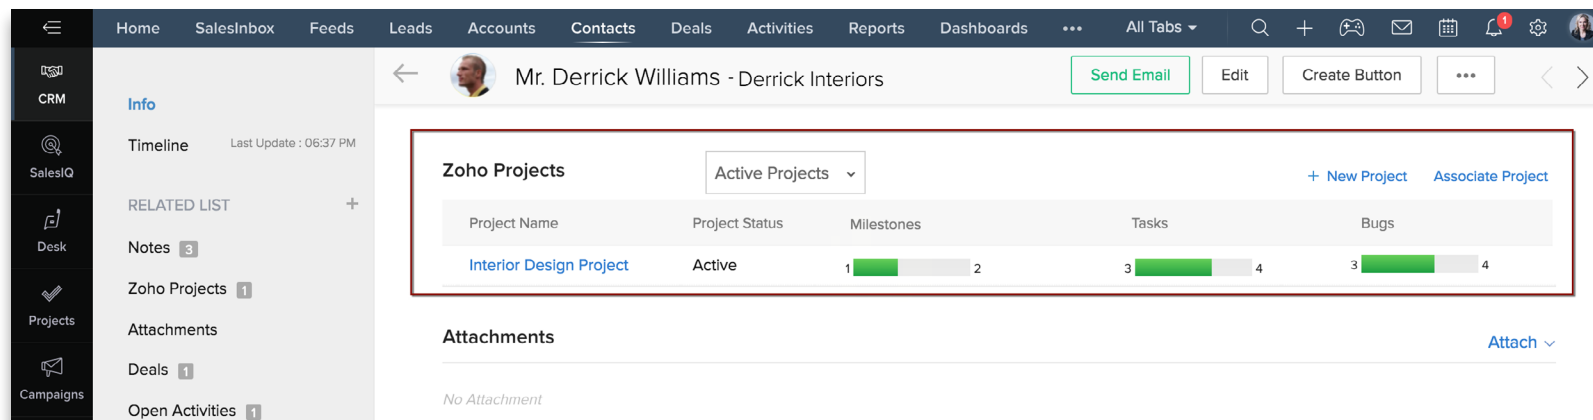 Home SalesInbox Feeds Leads Accounts Contacts Deals Activities Reports Dashboards ••• All Tabs 1
CRM
SalesIQ
Desk
Projects
Campaigns
Info
Timeline Last Update : 06:37 PM
RELATED LIST +
Notes 3
Zoho Projects 1
Attachments
Deals 1
Open Activities 1
Mr. Derrick Williams - Derrick Interiors Send Email Edit Create Button •••
Zoho Projects Active Projects + New Project Associate Project
Project Name Project Status Milestones Tasks Bugs
Interior Design Project Active 1 2 3 4 3 4
Attachments Attach
No Attachment